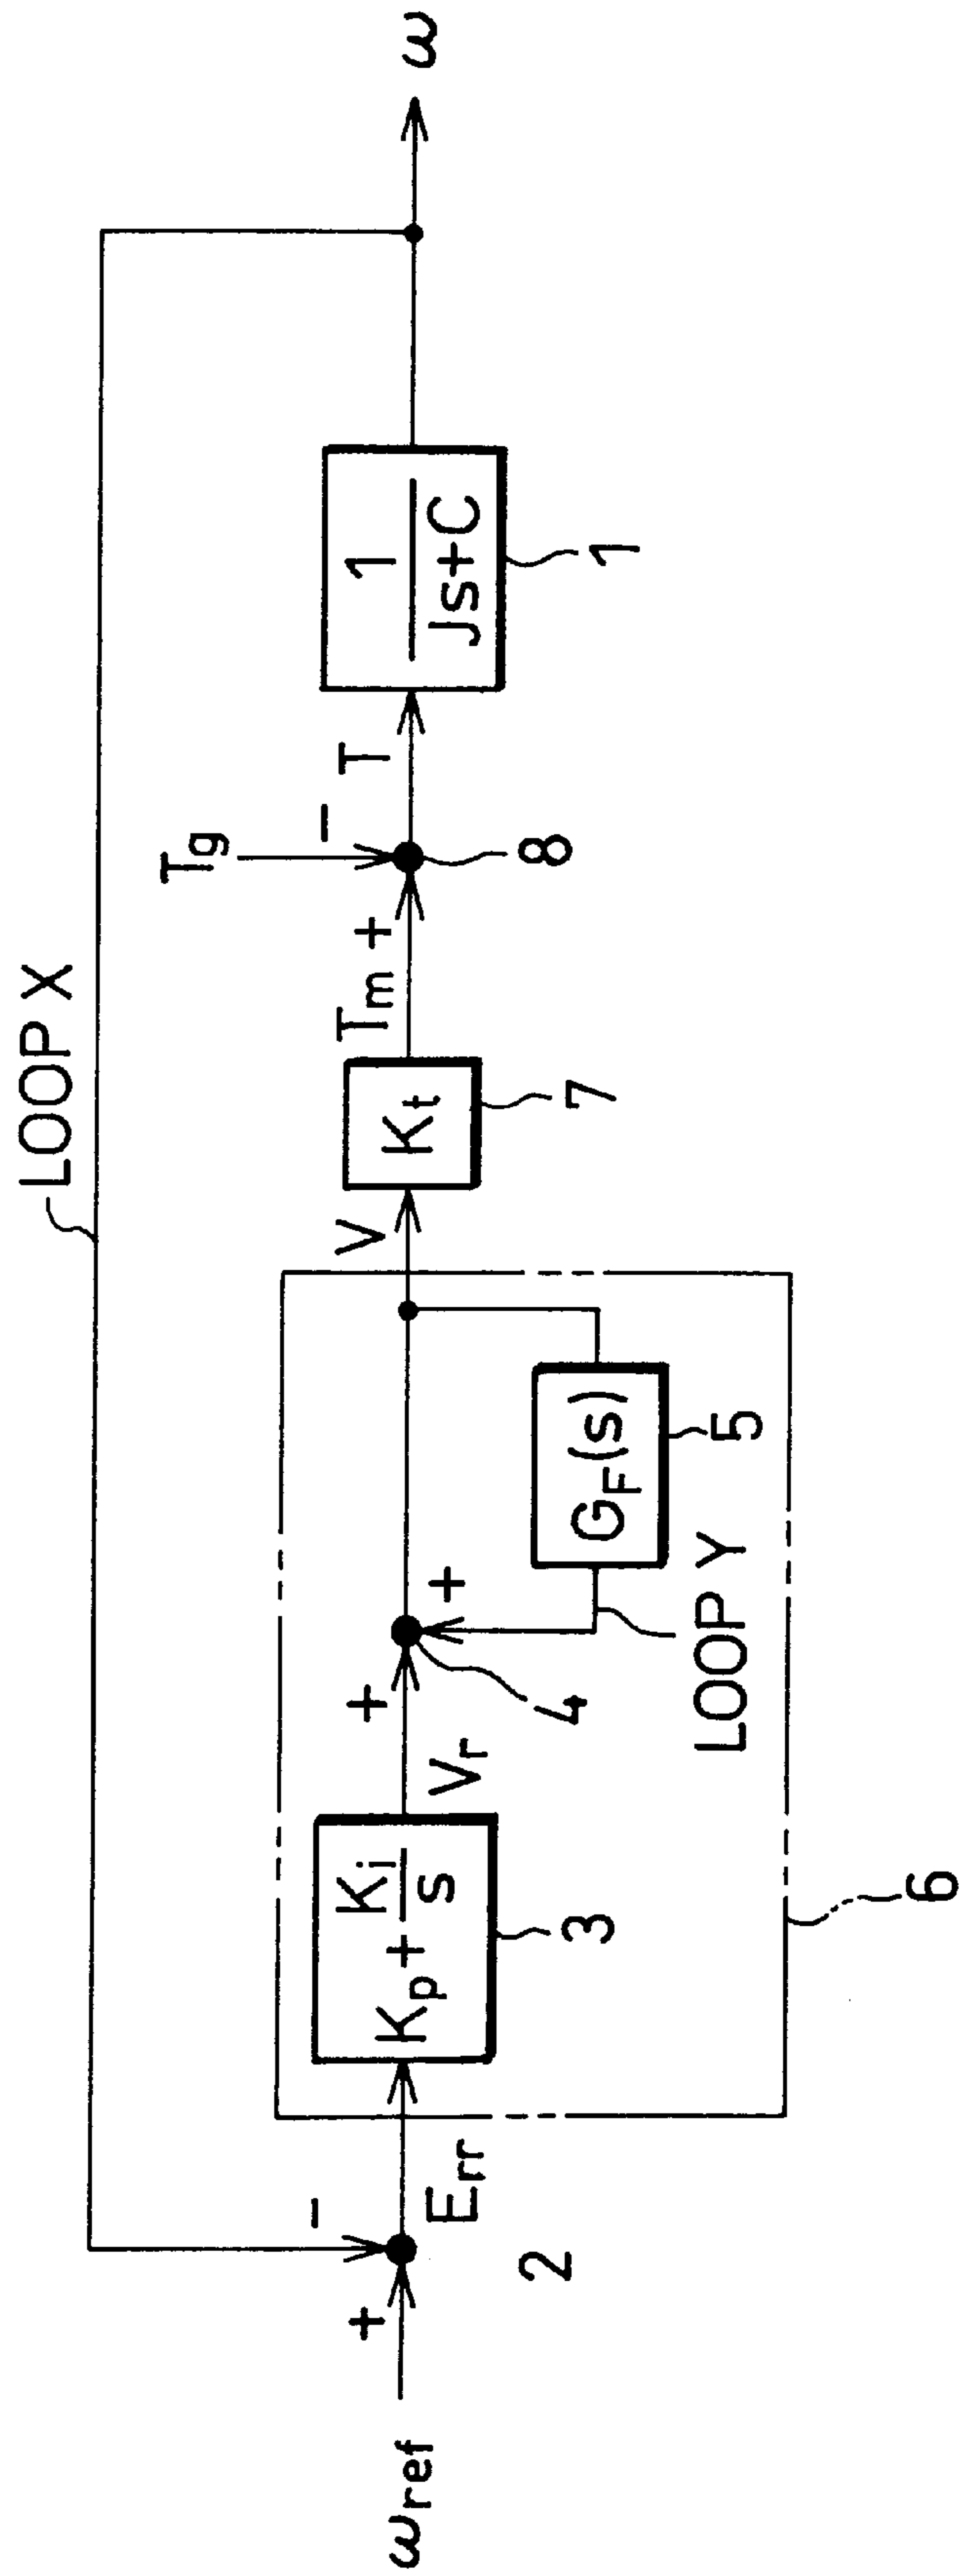 LOOP X
ωref
+
−
Err
2
Kp + Ki/s
3
Vr
+
+
4
GF(s)
5
LOOP Y
6
V
Kt
7
Tm +
Tg
−
8
T
1
Js+C
1
ω